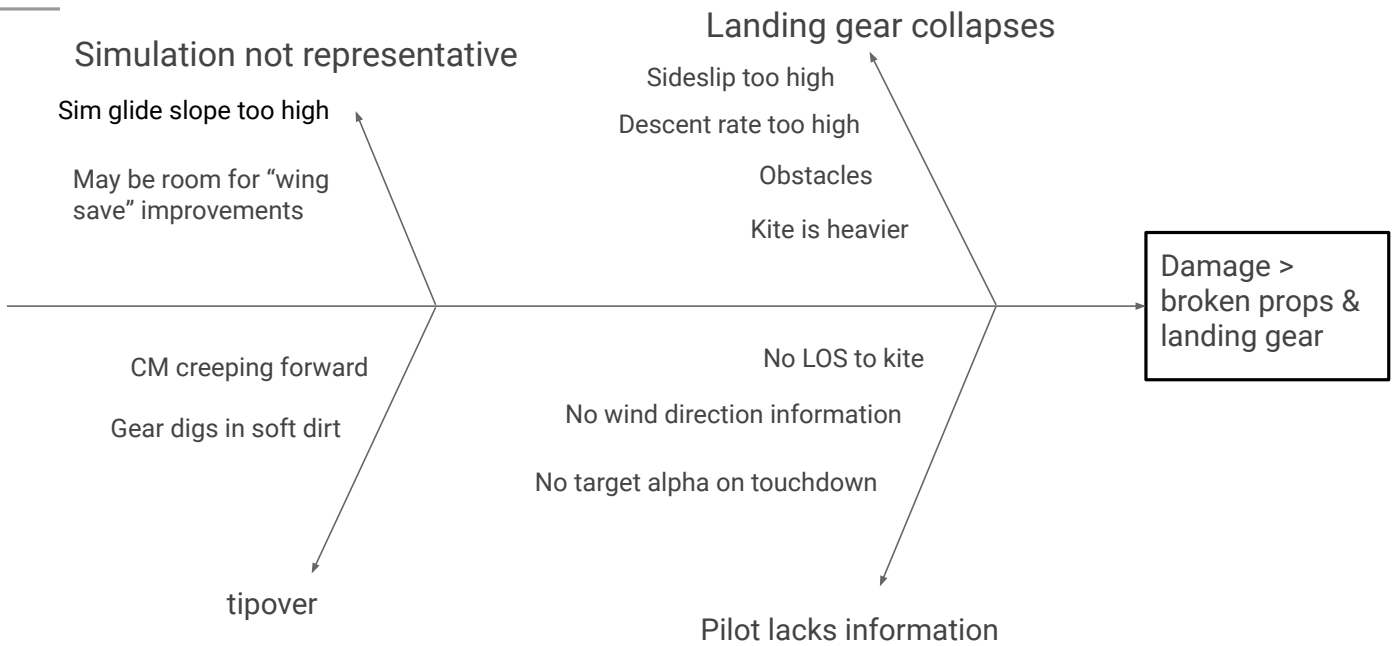 Simulation not representative
Sim glide slope too high
May be room for “wing
save” improvements
Landing gear collapses
Sideslip too high
Descent rate too high
Obstacles
Kite is heavier
Damage >
broken props &
landing gear
CM creeping forward
Gear digs in soft dirt
tipover
No LOS to kite
No wind direction information
No target alpha on touchdown
Pilot lacks information